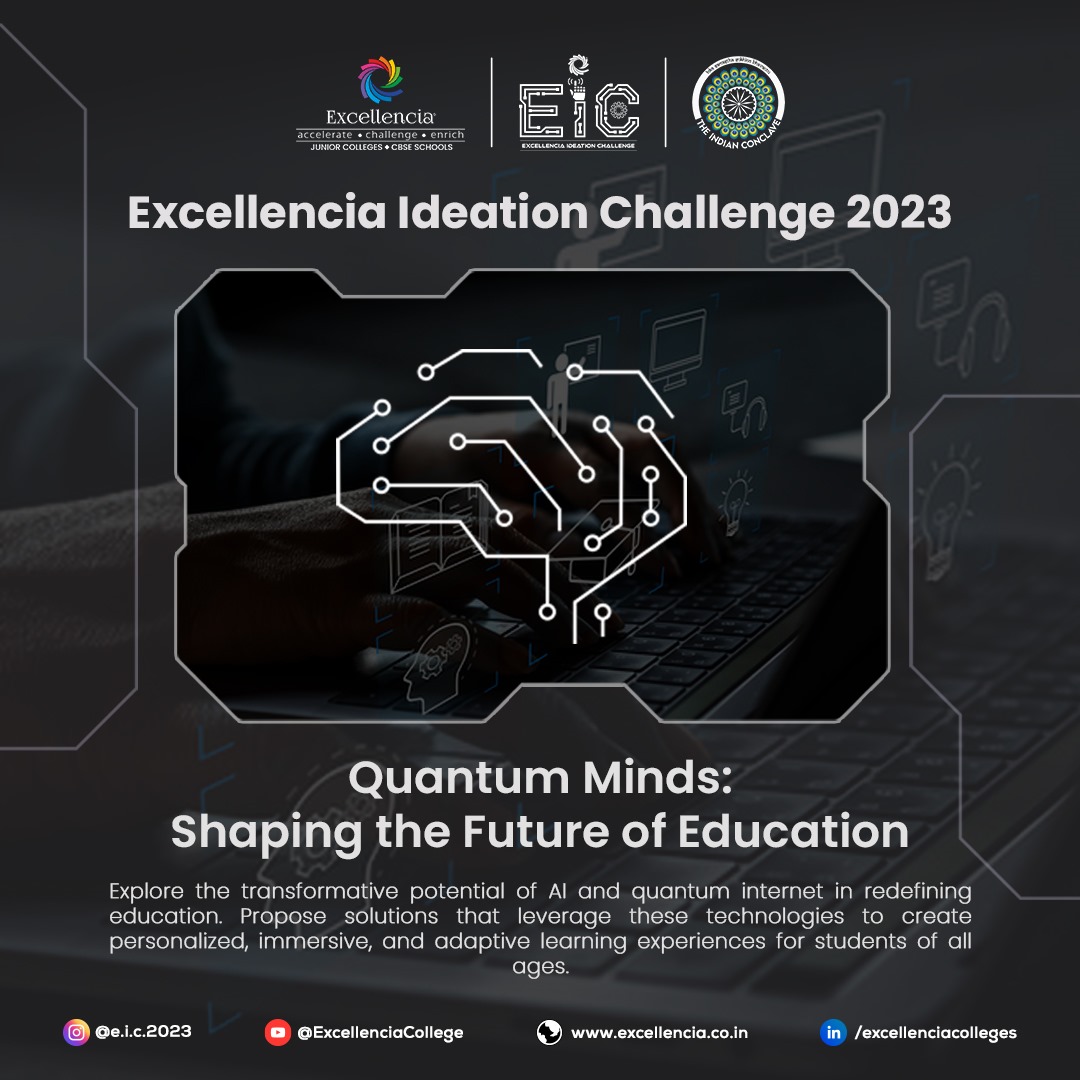 Excellencia
accelerate • challenge • enrich
JUNIOR COLLEGES ♦ CBSE SCHOOLS
EiC
EXCELLENCIA IDEATION CHALLENGE
THE INDIAN CONCLAVE
Excellencia Ideation Challenge 2023
Quantum Minds:
Shaping the Future of Education
Explore the transformative potential of AI and quantum internet in redefining
education. Propose solutions that leverage these technologies to create
personalized, immersive, and adaptive learning experiences for students of all
ages.
@e.i.c.2023
@ExcellenciaCollege
www.excellencia.co.in
in /excellenciacolleges